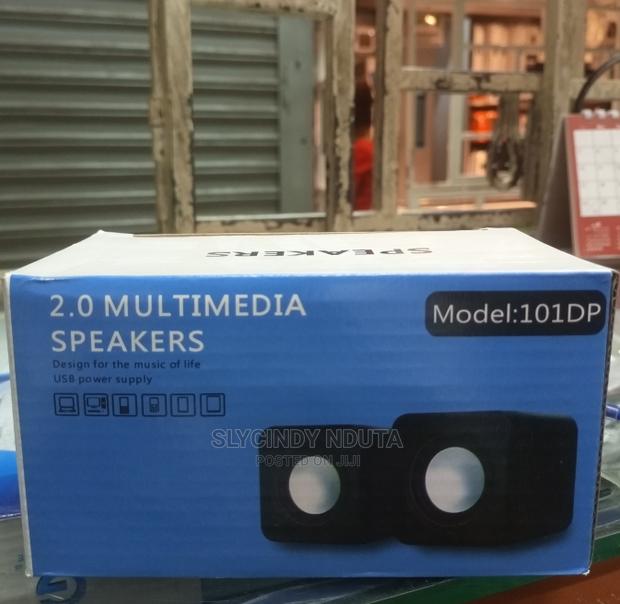 SPEAKERS
2.0 MULTIMEDIA
SPEAKERS
Model:101DP
Design for the music of life
USB power supply
SLYCINDY NDUTA
POSTED ON JIJI